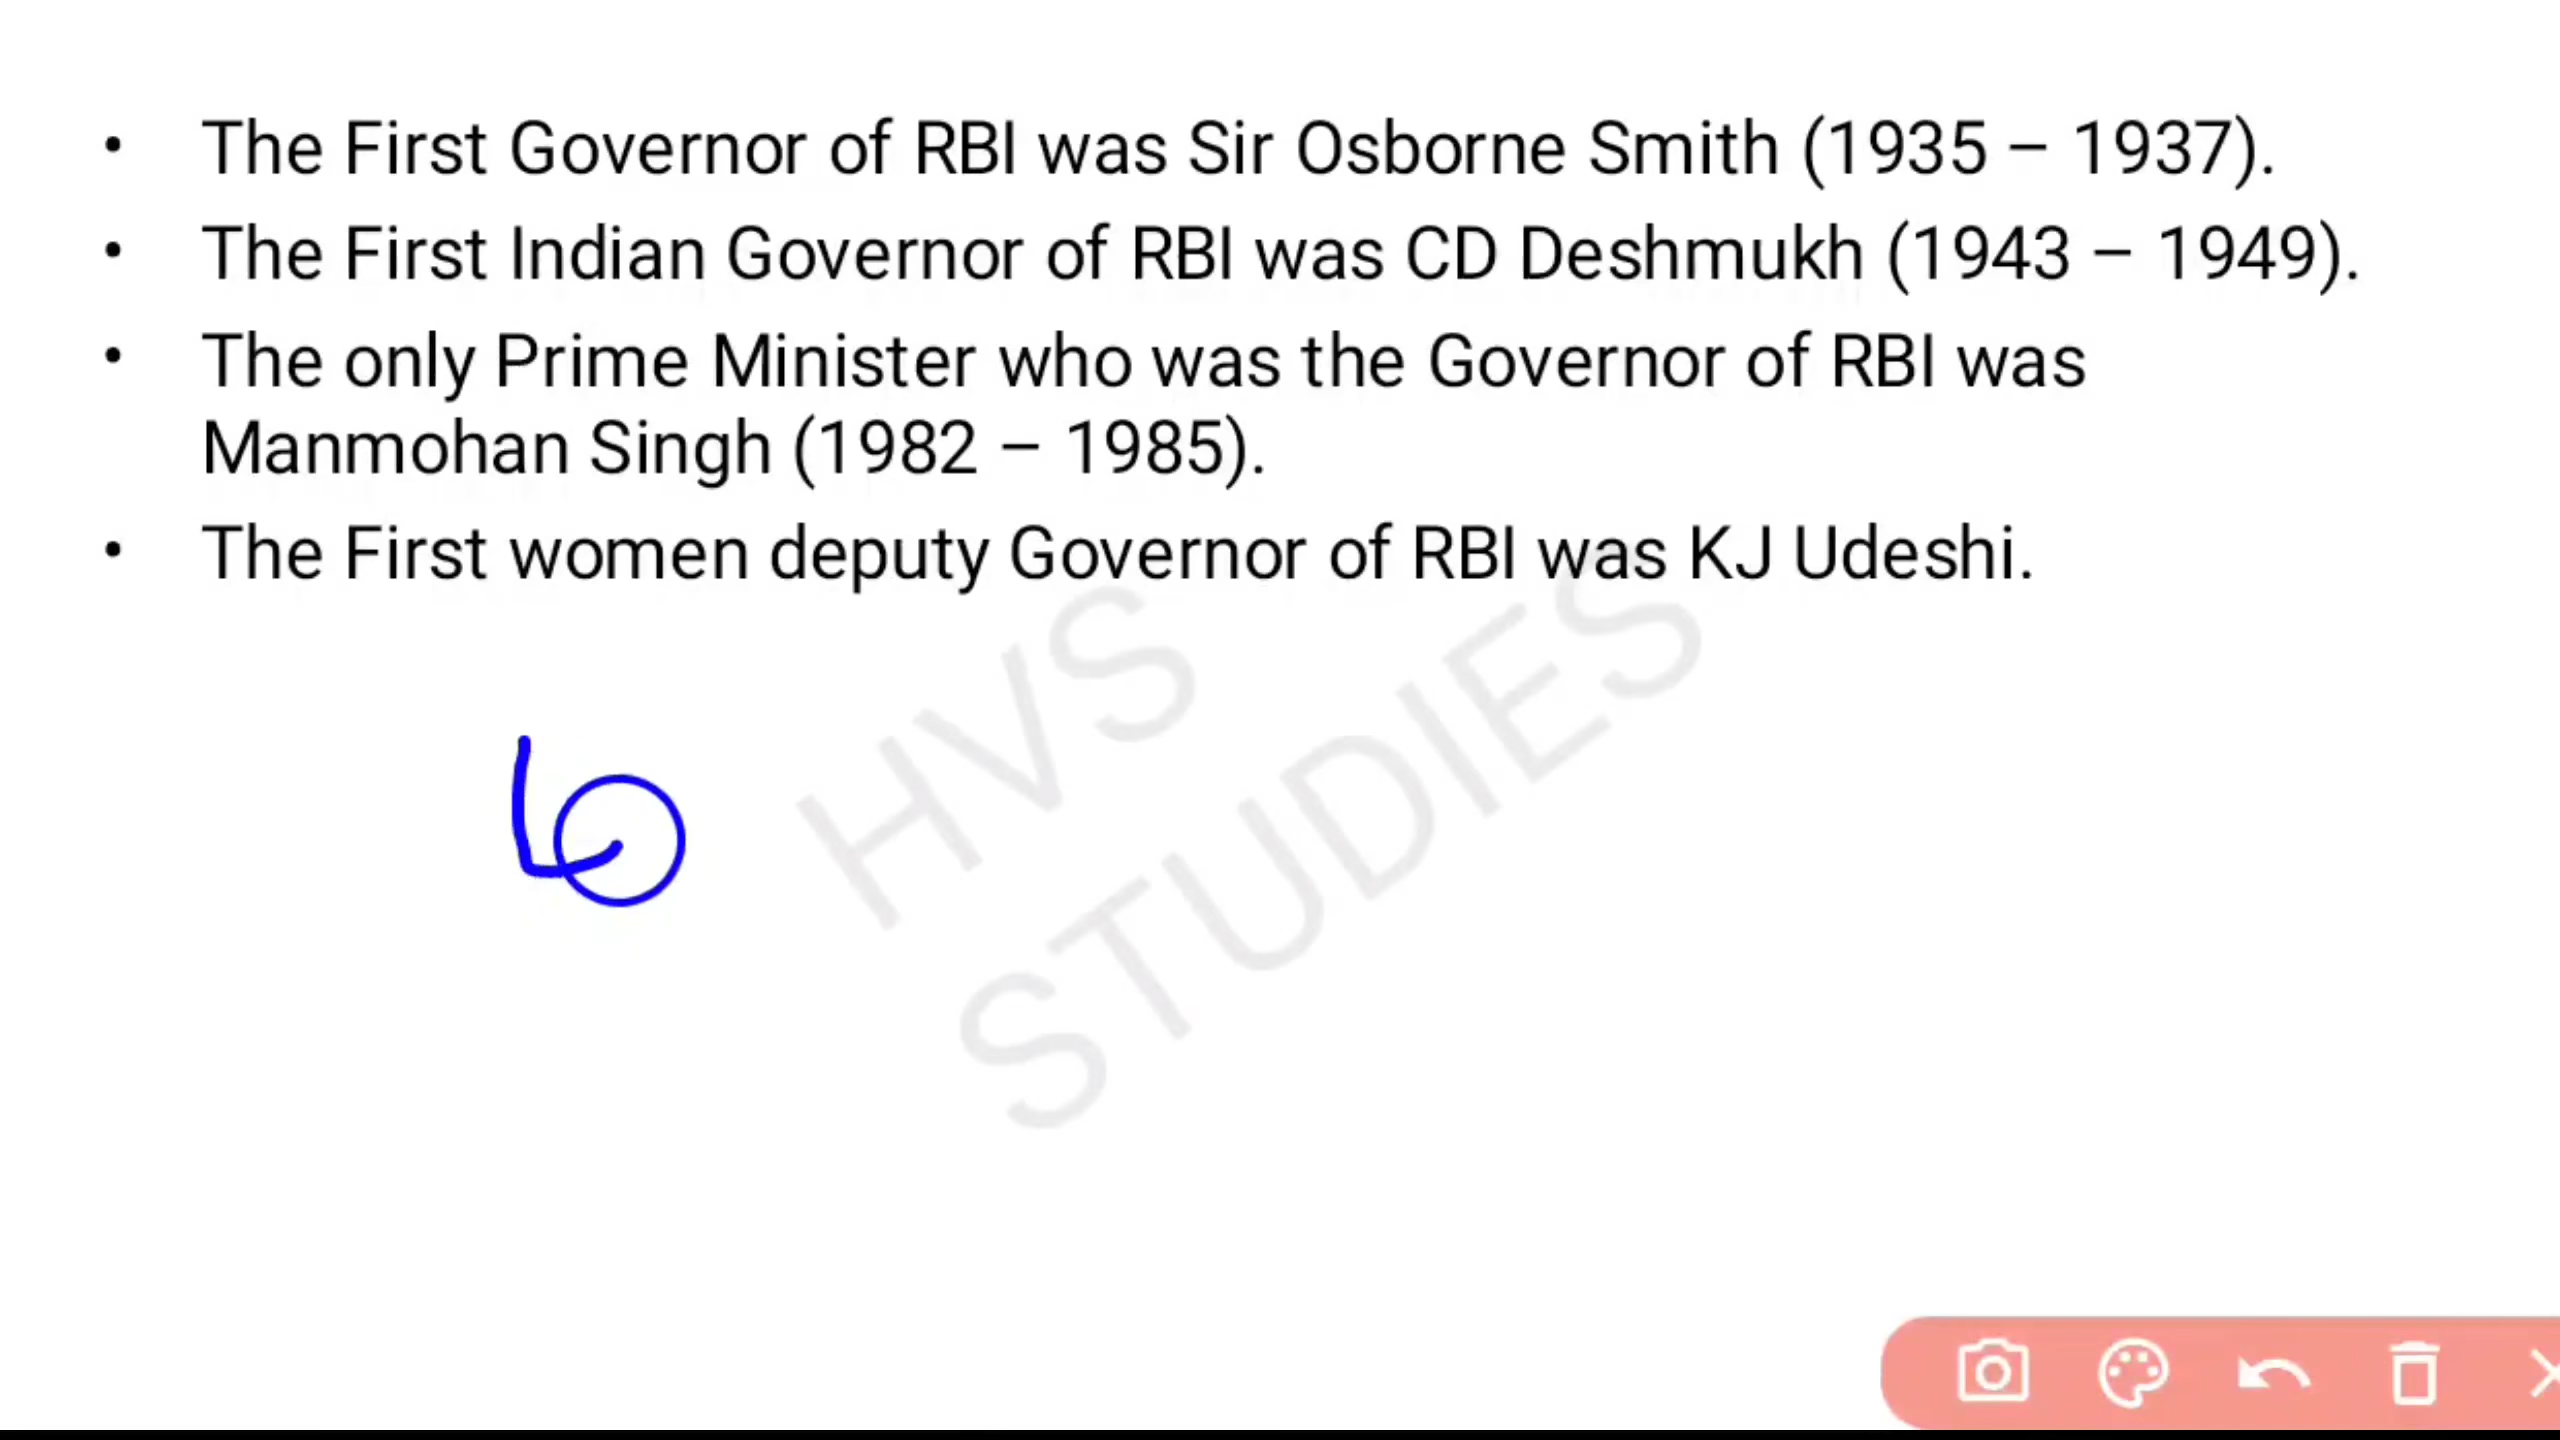 • The First Governor of RBI was Sir Osborne Smith (1935 – 1937).
• The First Indian Governor of RBI was CD Deshmukh (1943 – 1949).
• The only Prime Minister who was the Governor of RBI was
Manmohan Singh (1982 – 1985).
• The First women deputy Governor of RBI was KJ Udeshi.
HVS
STUDIES